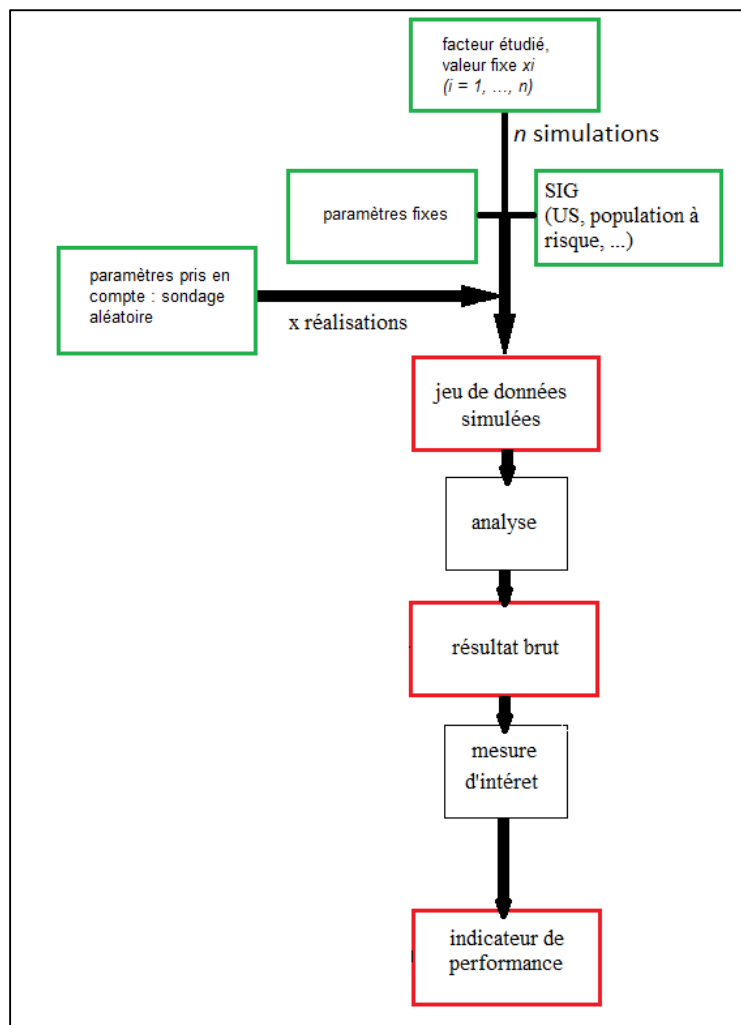 facteur étudié,
valeur fixe xi
(i = 1, ..., n)
n simulations
paramètres fixes
SIG
(US, population à
risque, ...)
paramètres pris en
compte : sondage
aléatoire
x réalisations
jeu de données
simulées
analyse
résultat brut
mesure
d'intéret
indicateur de
performance